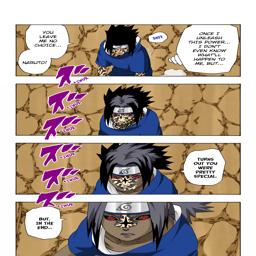 YOU
LEAVE ME
NO
CHOICE...
NARUTO!
ONCE I
UNLEASH
THIS POWER...
I DON'T
EVEN KNOW
WHAT'LL
HAPPEN TO
ME, BUT...
TURNS
OUT YOU
WERE
PRETTY
SPECIAL.
BUT,
IN THE
END...